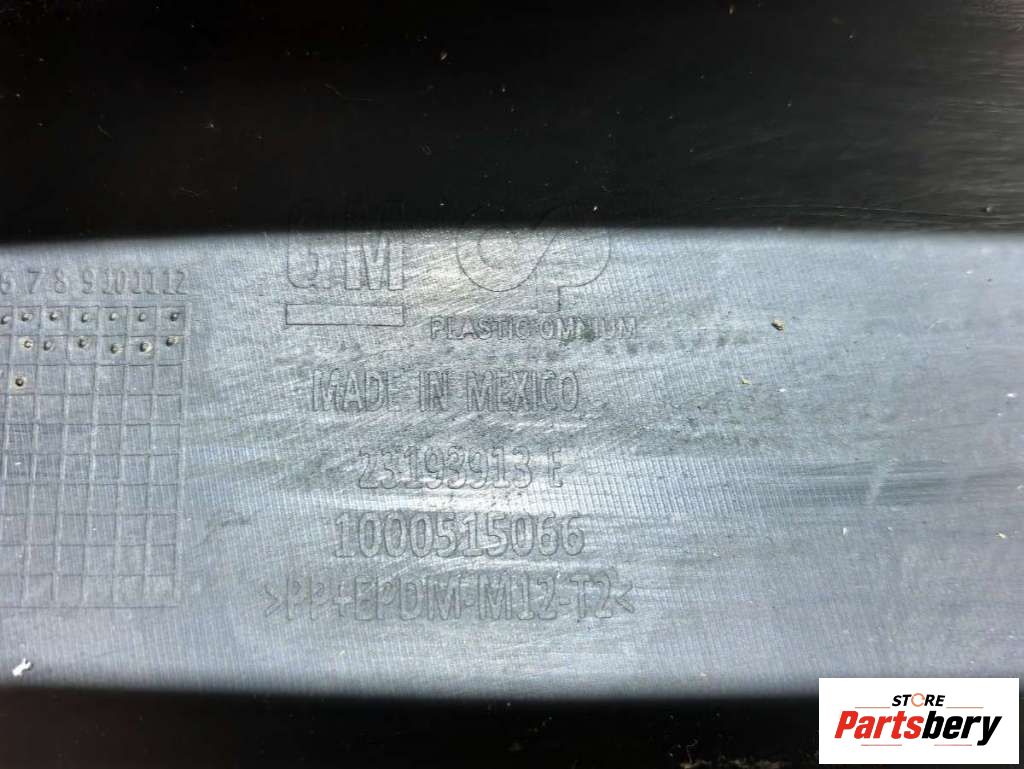 GM
PLASTIC OMNIUM
6 7 8 9 10 11 12
MADE IN MEXICO
23193913 E
1000515066
>PP+EPDM-M12-T2<
STORE
Partsbery